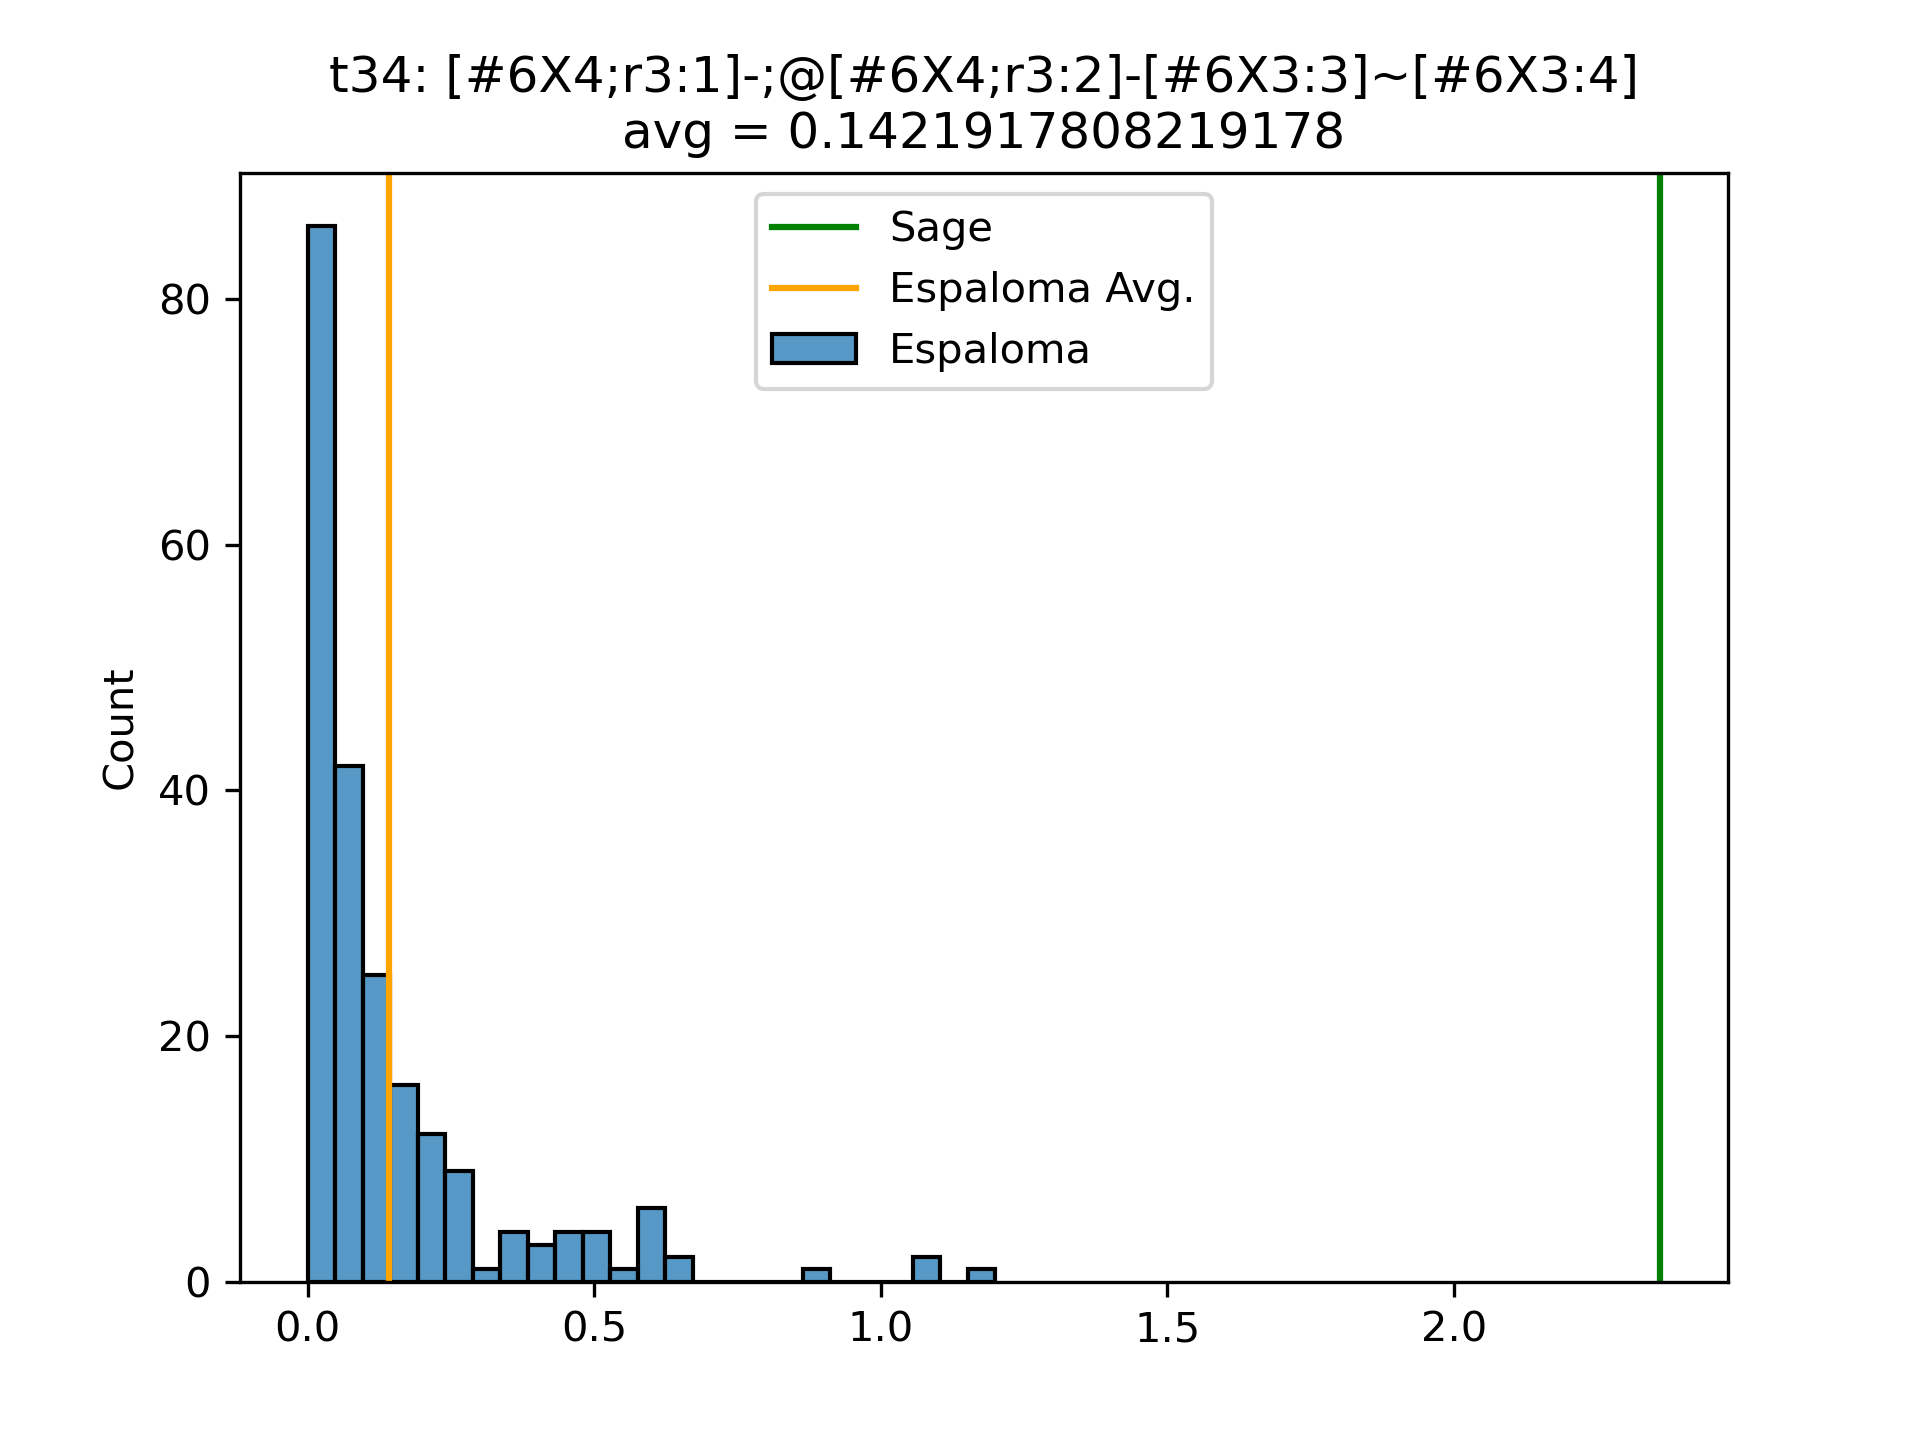 t34: [#6X4;r3:1]-;@[#6X4;r3:2]-[#6X3:3]~[#6X3:4]
avg = 0.1421917808219178
Sage
Espaloma Avg.
Espaloma
Count
80
60
40
20
0
0.0 0.5 1.0 1.5 2.0